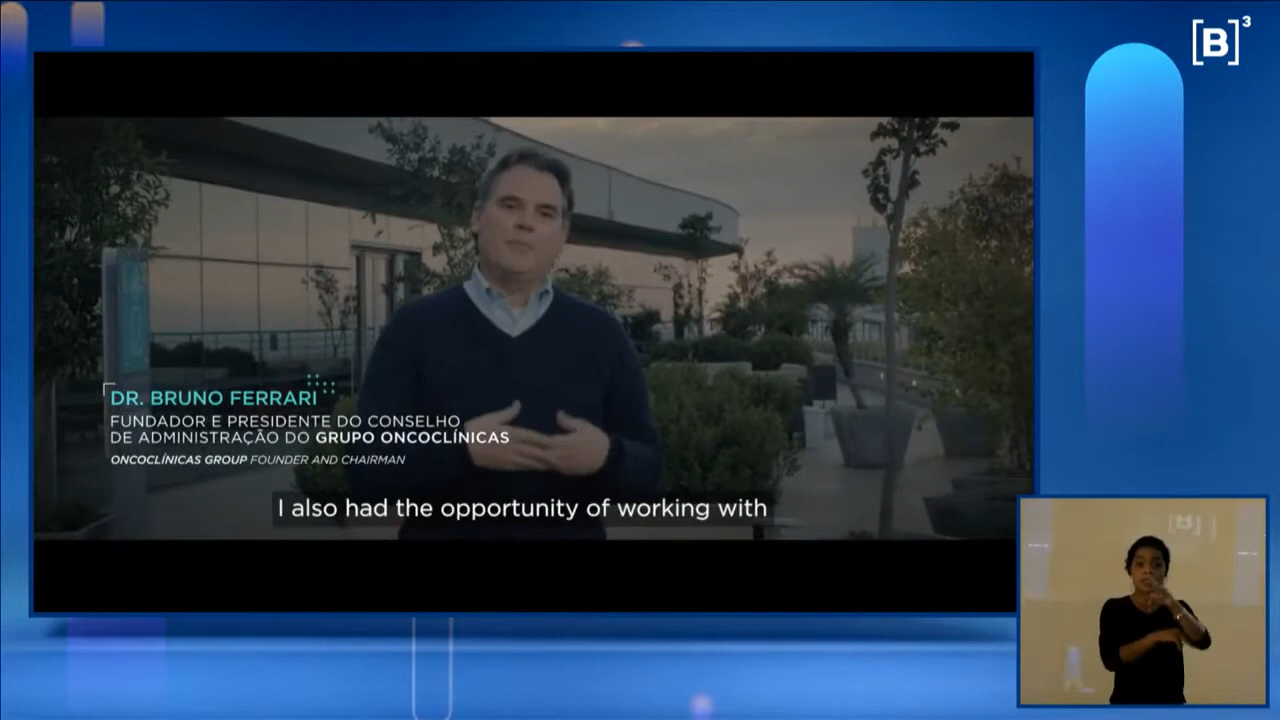 [B]³
DR. BRUNO FERRARI
FUNDADOR E PRESIDENTE DO CONSELHO
DE ADMINISTRAÇÃO DO GRUPO ONCOCLÍNICAS
ONCOCLÍNICAS GROUP FOUNDER AND CHAIRMAN
I also had the opportunity of working with
[B]³